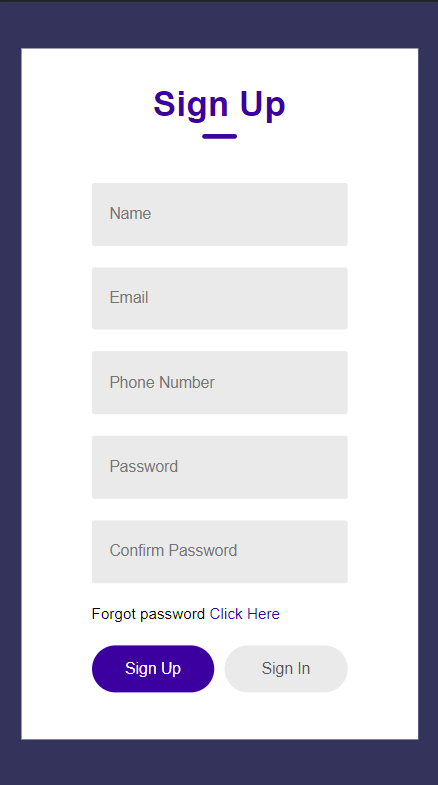 Sign Up
Name
Email
Phone Number
Password
Confirm Password
Forgot password Click Here
Sign Up Sign In